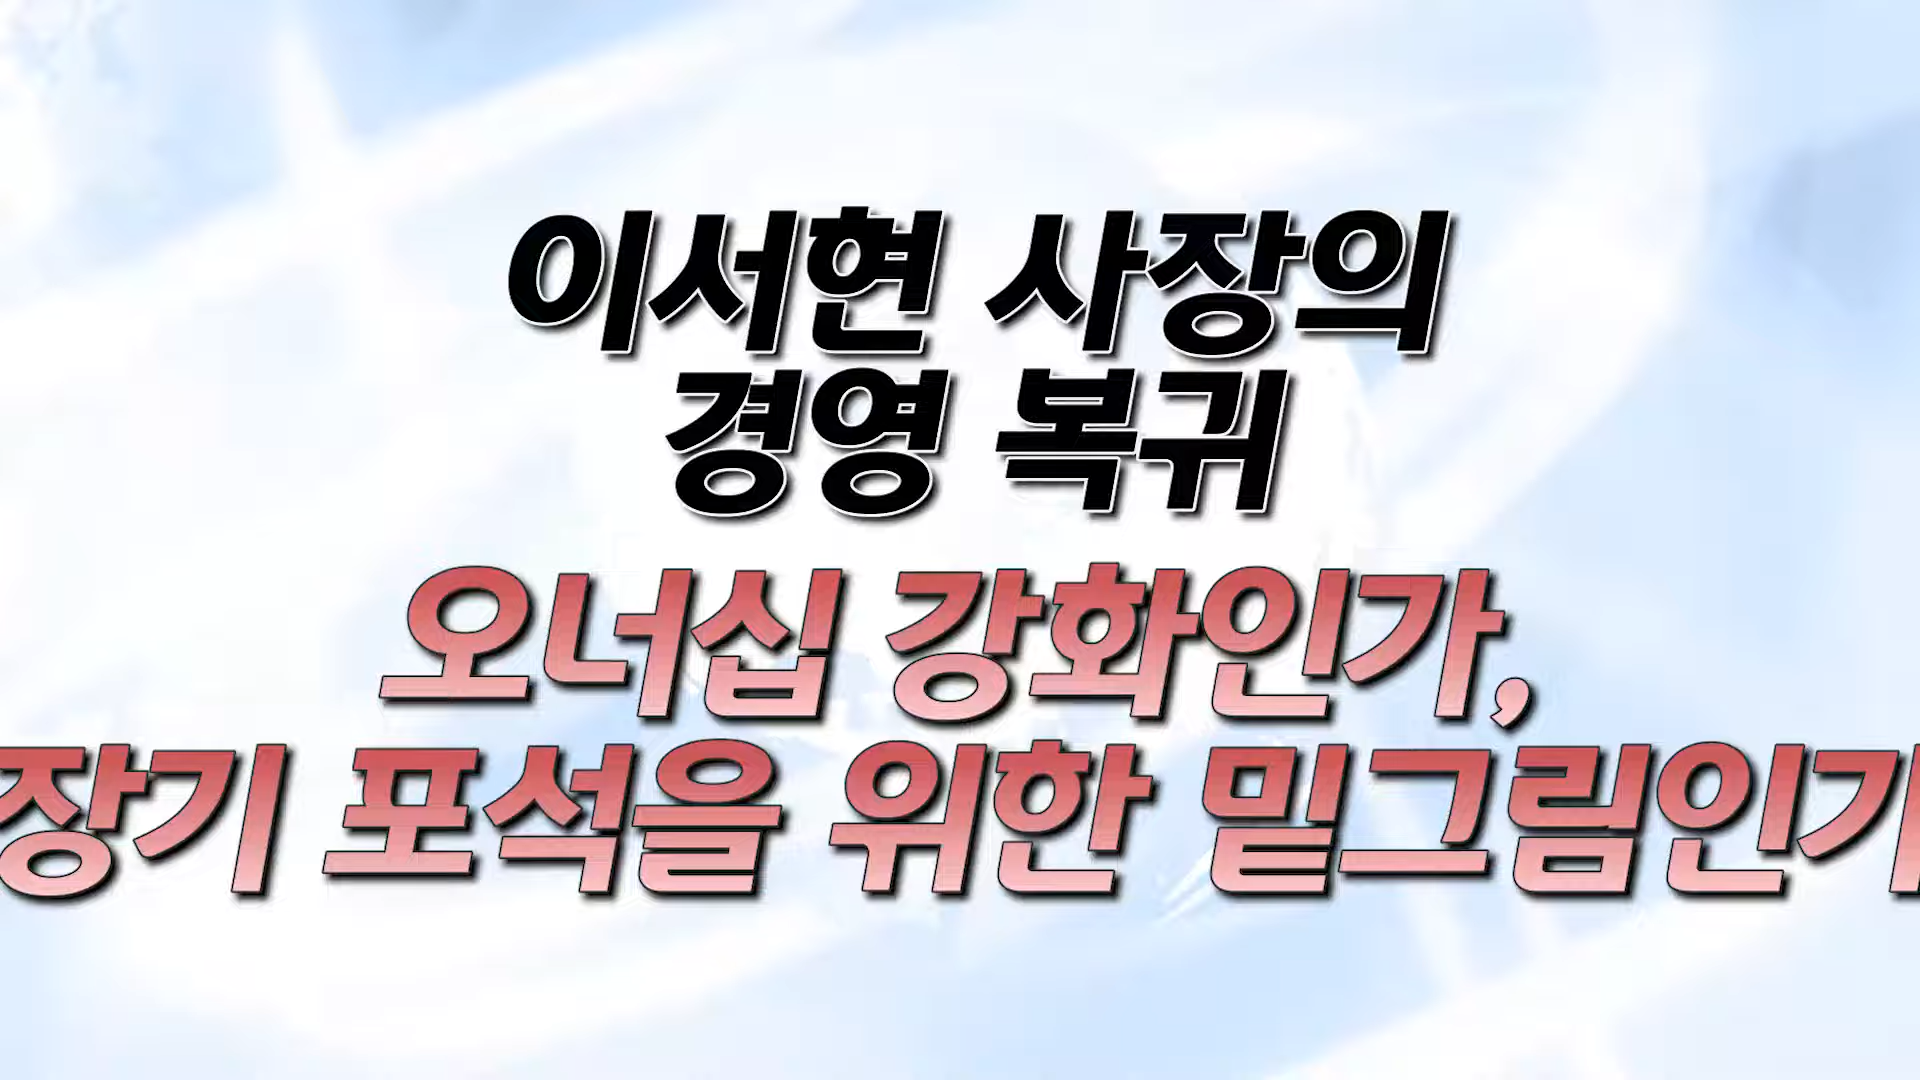 이서현 사장의
경영 복귀
오너십 강화인가,
장기 포석을 위한 밑그림인가